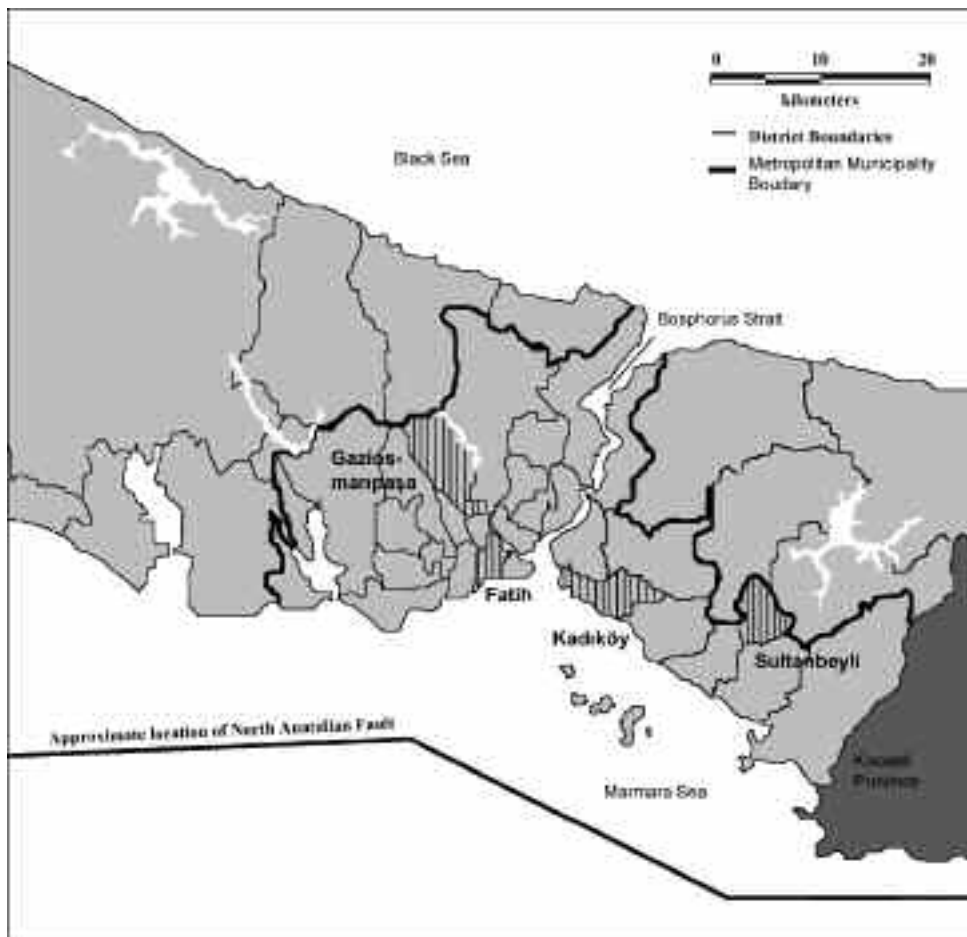 0 10 20
kilometers
District Boundaries
Metropolitan Municipality
Boudary
Black Sea
Bosphorus Strait
Gazios-
manpaşa
Fatih
Kadıköy
Sultanbeyli
Approximate location of North Anatolian Fault
Marmara Sea
Kocaeli
Province